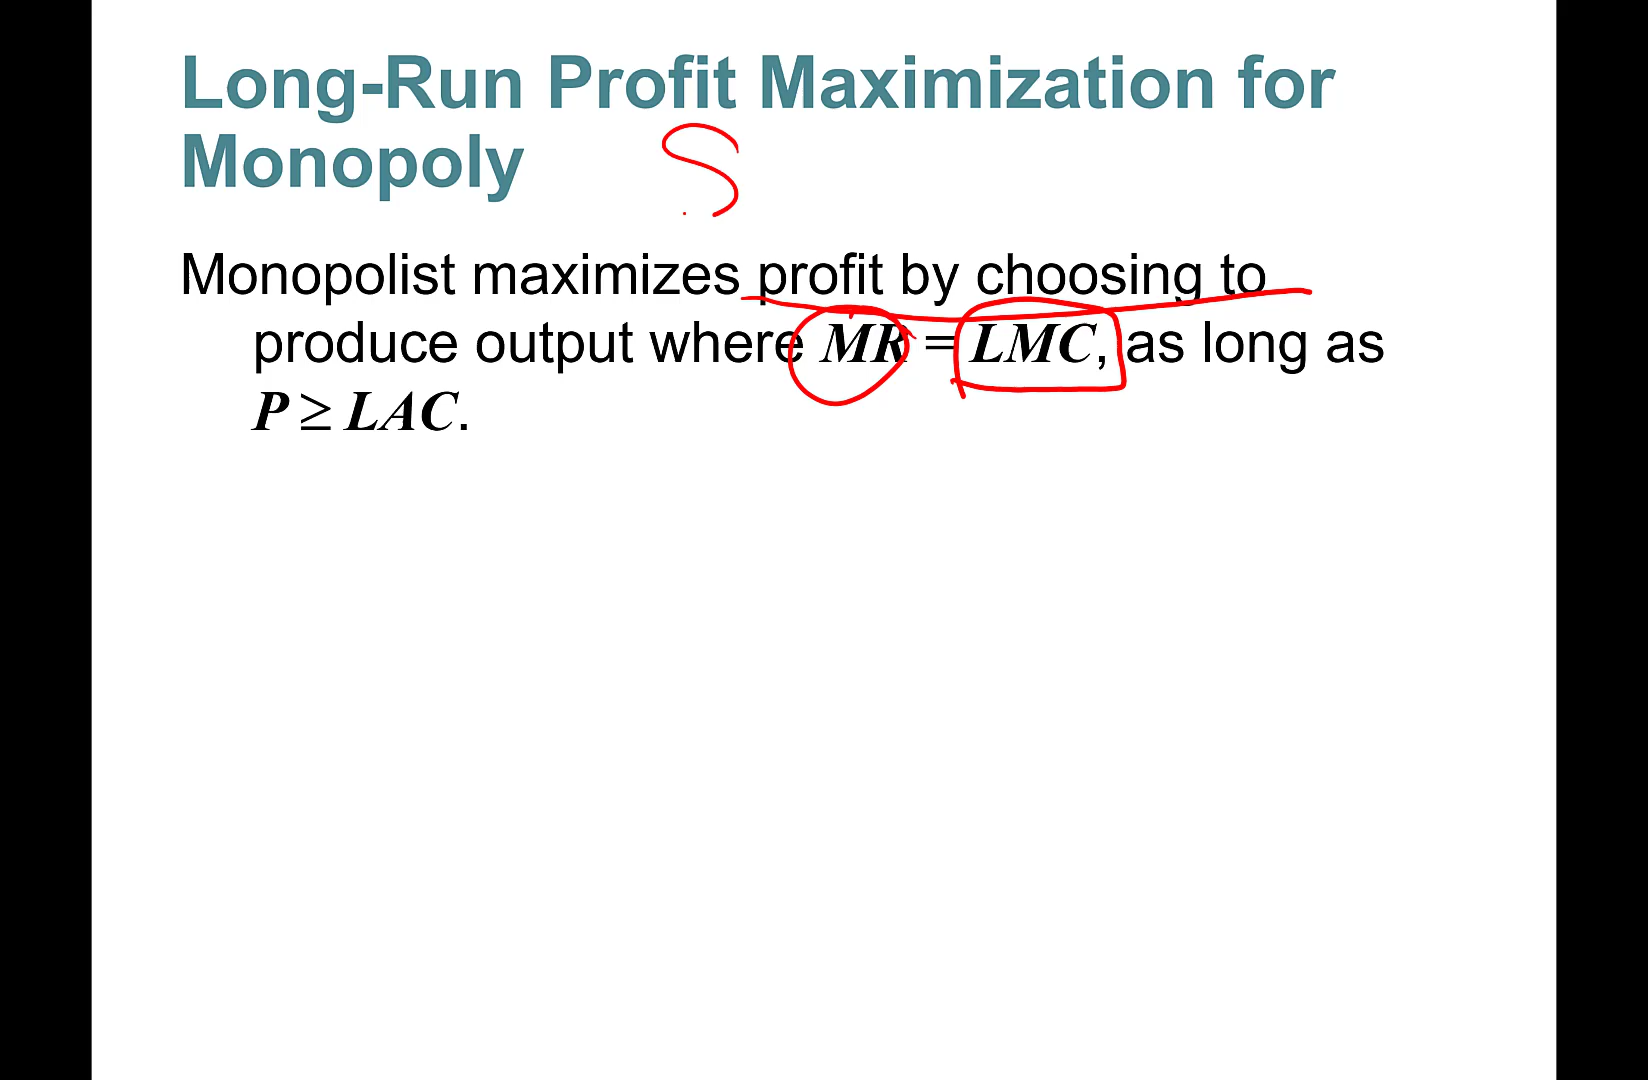 Long-Run Profit Maximization for
Monopoly
S
Monopolist maximizes profit by choosing to
produce output where MR = LMC, as long as
P ≥ LAC.